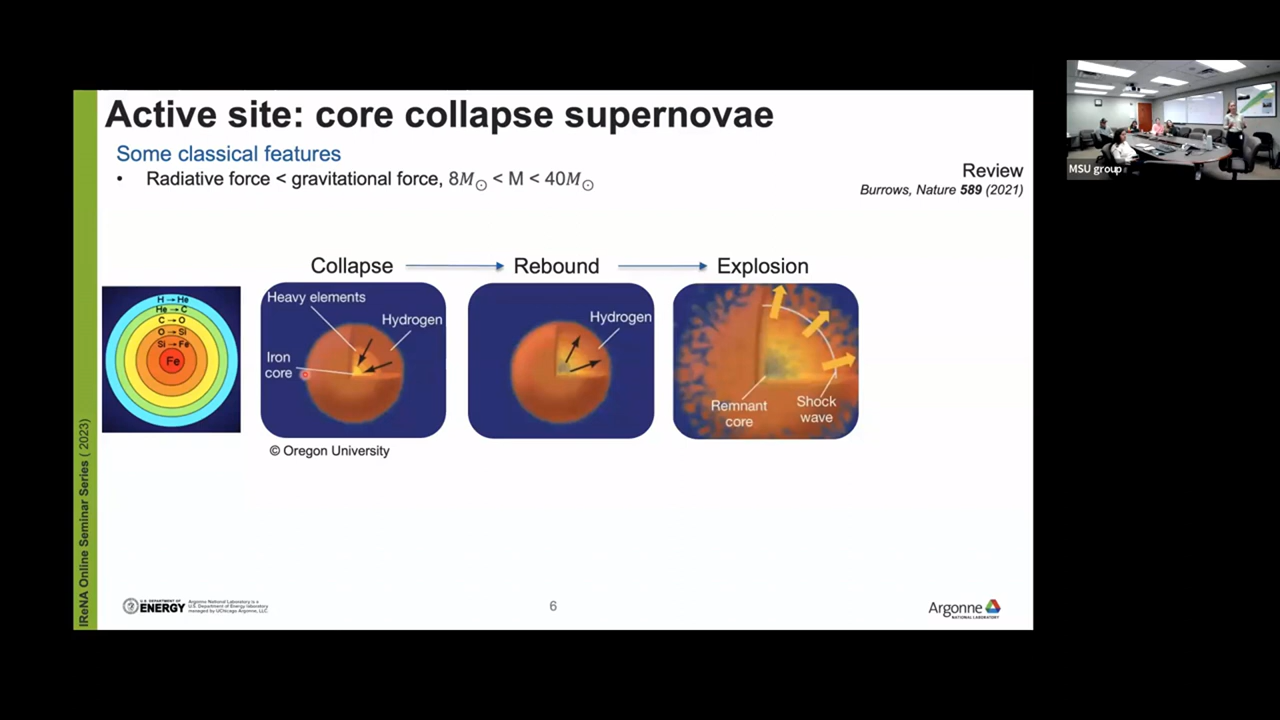 Active site: core collapse supernovae
Some classical features
• Radiative force < gravitational force, 8M⊙ < M < 40M⊙
Review
Burrows, Nature 589 (2021)
Collapse
Rebound
Explosion
H→He
He→C
C→O
O→Si
Si→Fe
Fe
Heavy elements
Hydrogen
Iron
core
Hydrogen
Remnant
core
Shock
wave
© Oregon University
IReNA Online Seminar Series ( 2023)
U.S. DEPARTMENT OF
ENERGY
Argonne National Laboratory is a
U.S. Department of Energy laboratory
managed by UChicago Argonne, LLC.
6
Argonne
NATIONAL LABORATORY
MSU group